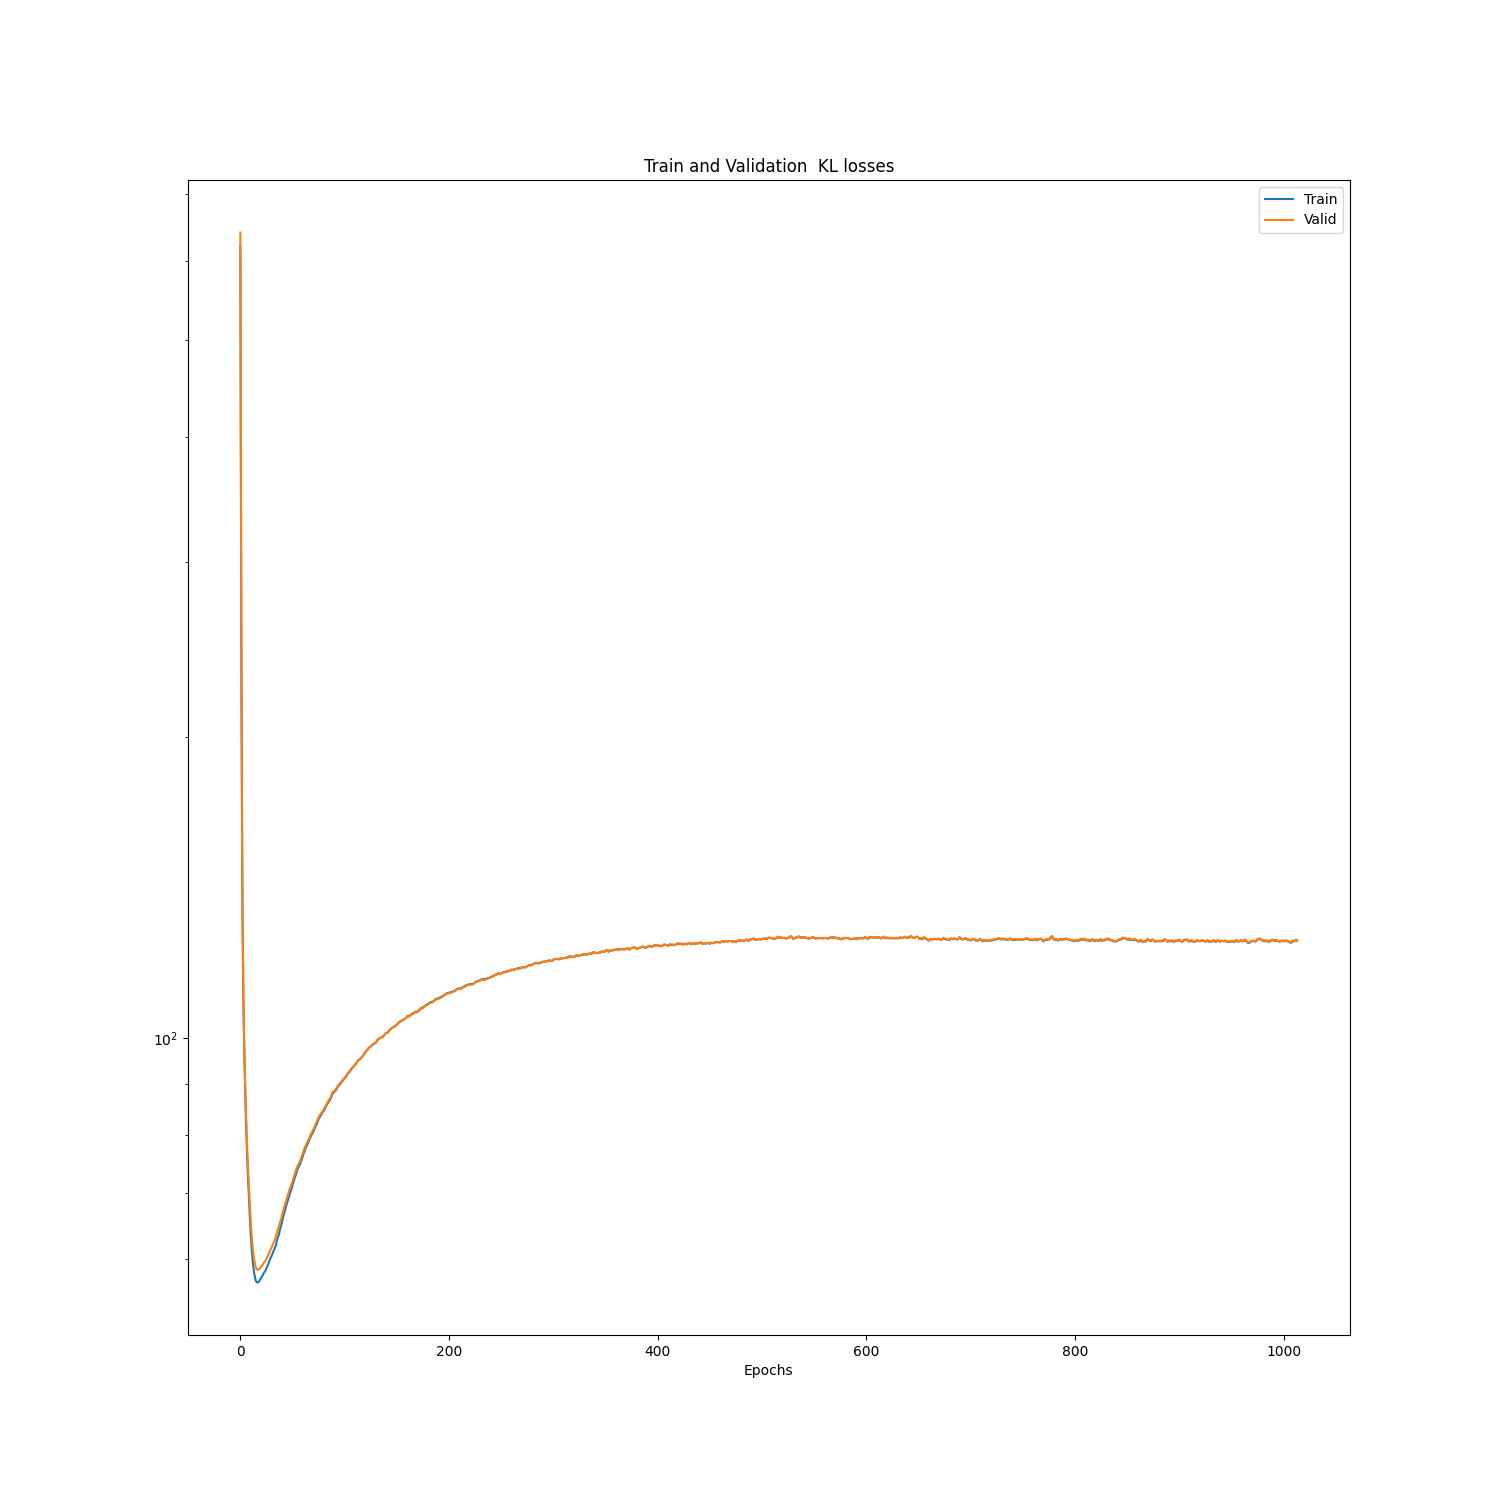 Train and Validation  KL losses
Train
Valid
10²
0 200 400 600 800 1000
Epochs